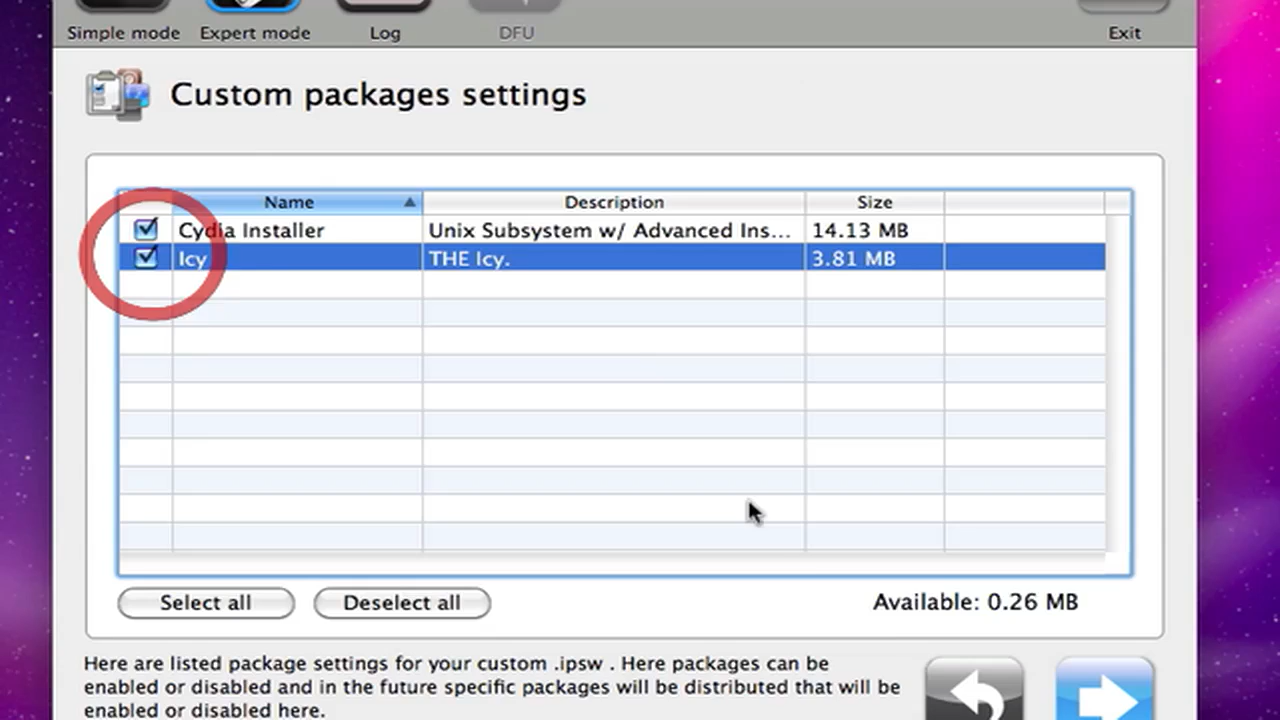 Simple mode Expert mode Log DFU Exit
Custom packages settings
Name Description Size
Cydia Installer Unix Subsystem w/ Advanced Ins... 14.13 MB
Icy THE Icy. 3.81 MB
Select all Deselect all Available: 0.26 MB
Here are listed package settings for your custom .ipsw . Here packages can be
enabled or disabled and in the future specific packages will be distributed that will be
enabled or disabled here.